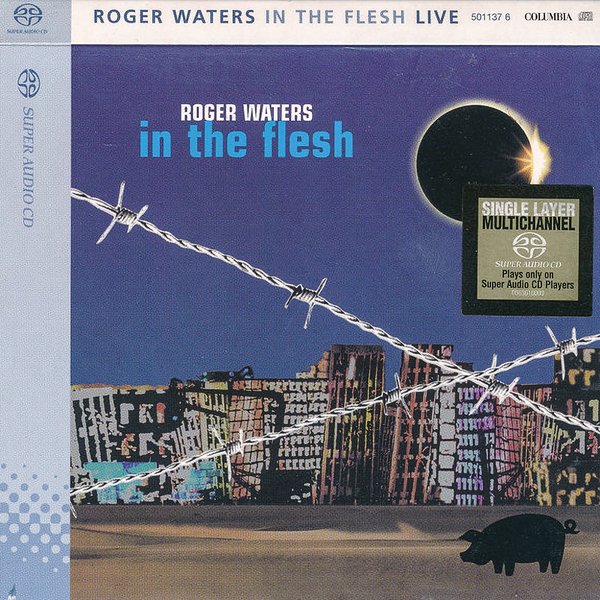 SUPER AUDIO CD
ROGER WATERS IN THE FLESH LIVE 501137 6 COLUMBIA
SUPER AUDIO CD
ROGER WATERS
in the flesh
SINGLE LAYER
MULTICHANNEL
SUPER AUDIO CD
Plays only on
Super Audio CD Players